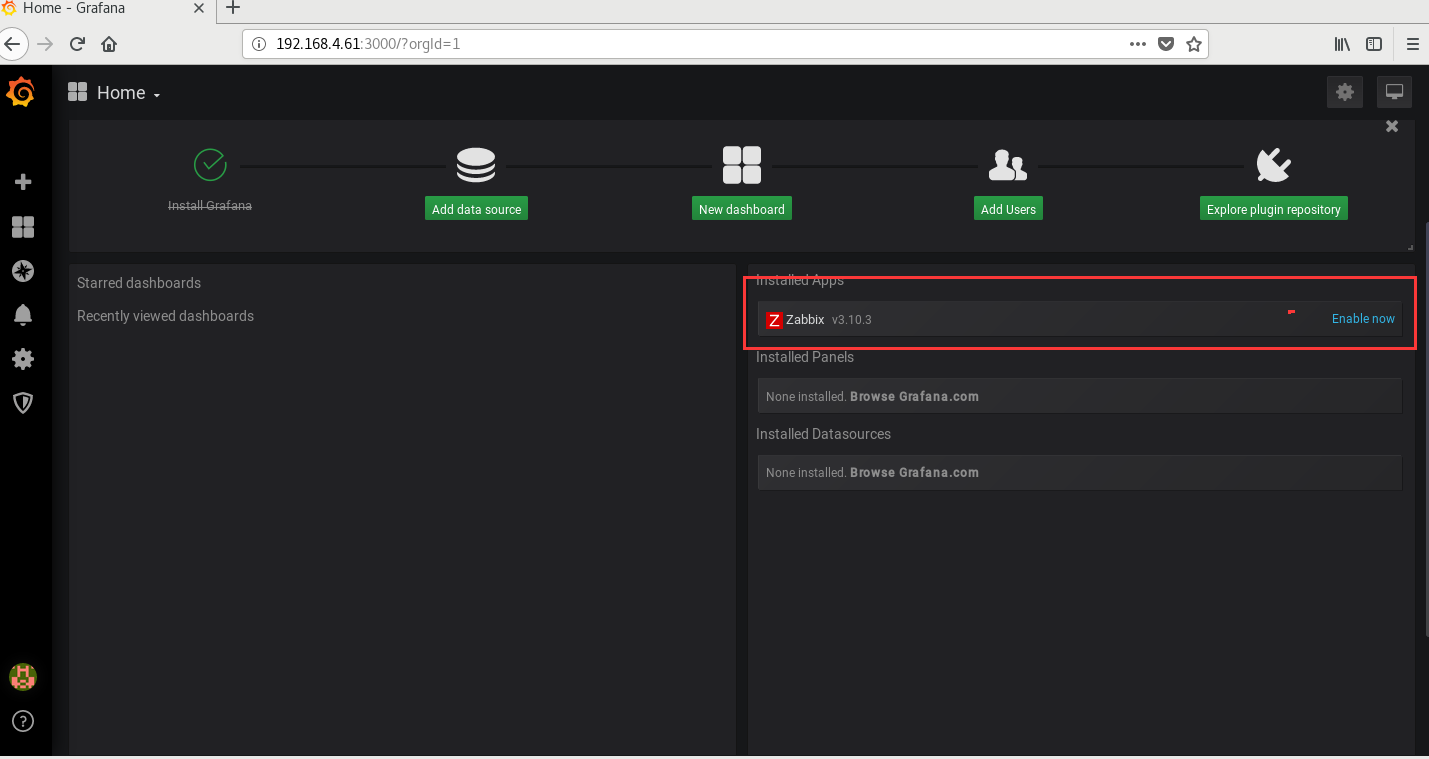 Home - Grafana
192.168.4.61:3000/?orgId=1
Home
Install Grafana
Add data source
New dashboard
Add Users
Explore plugin repository
Starred dashboards
Recently viewed dashboards
Installed Apps
Z Zabbix v3.10.3 Enable now
Installed Panels
None installed. Browse Grafana.com
Installed Datasources
None installed. Browse Grafana.com